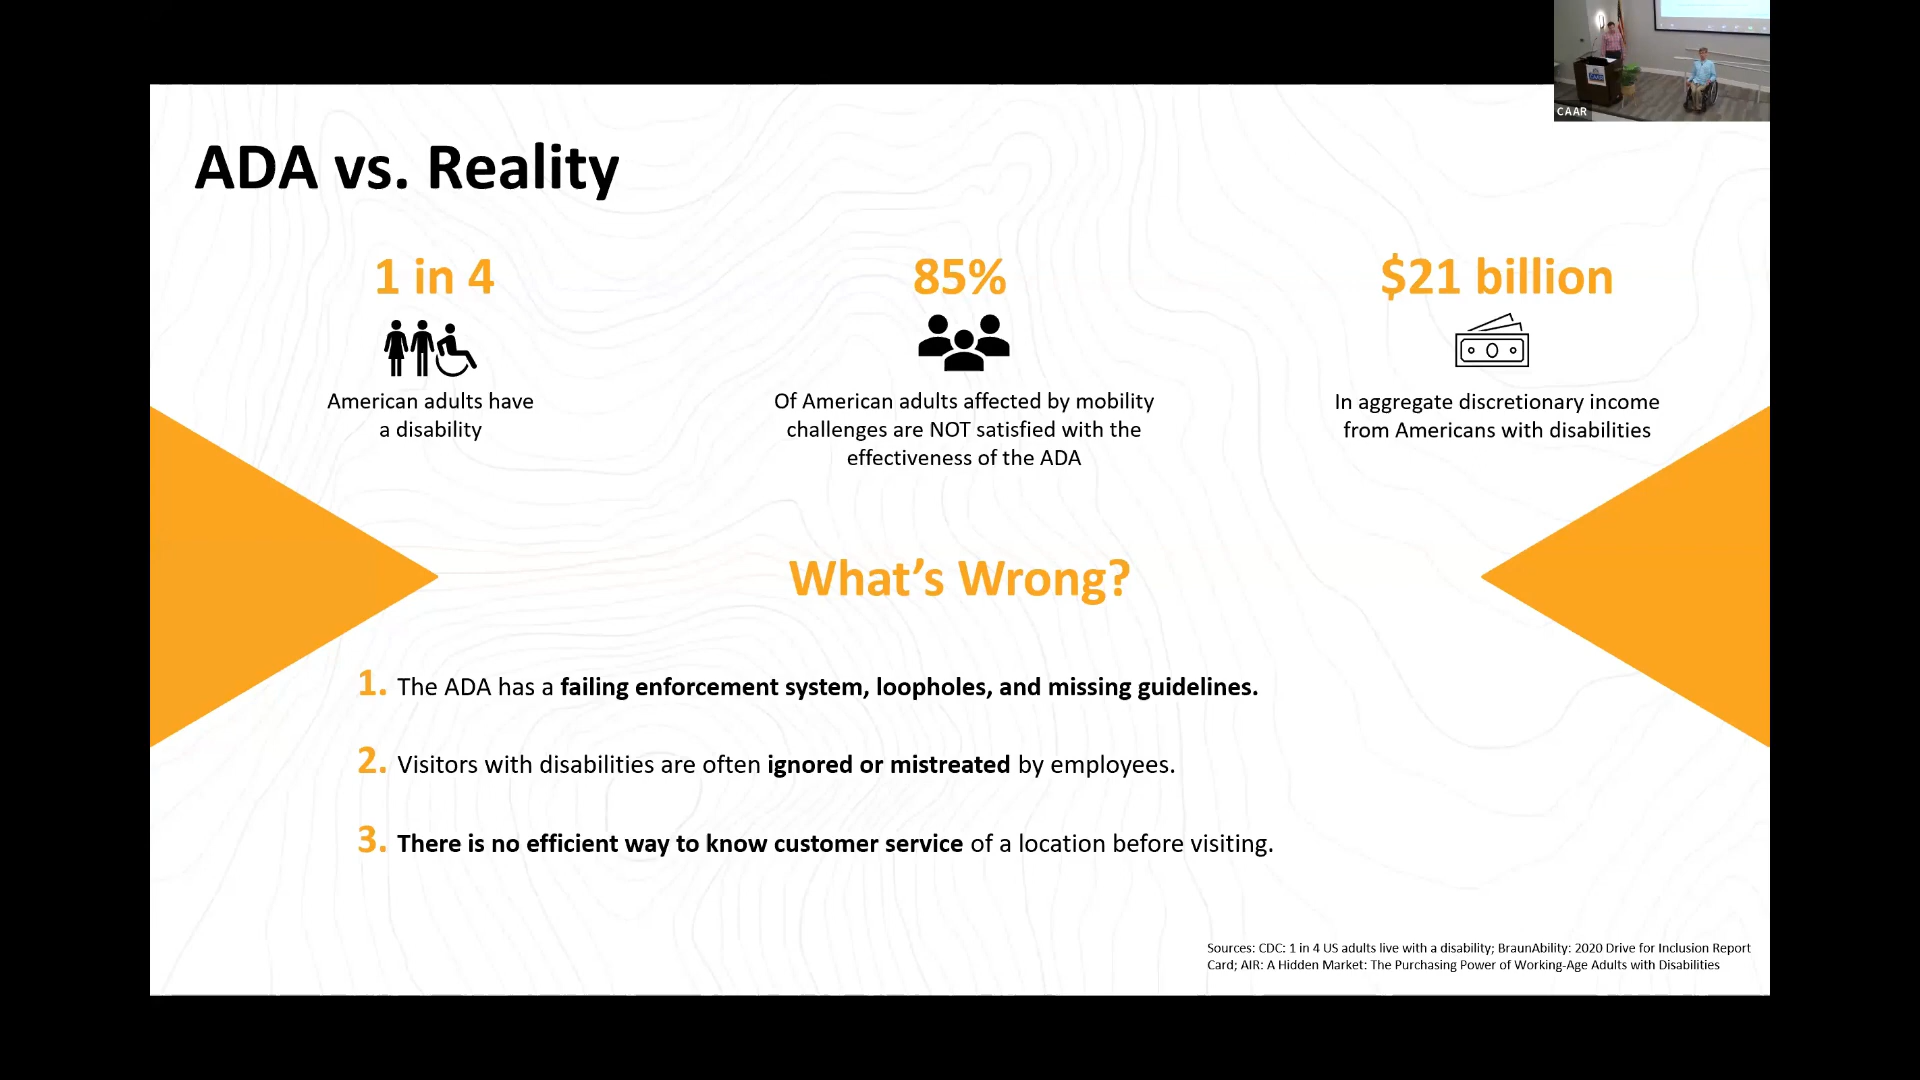 CAAR
ADA vs. Reality
1 in 4
American adults have
a disability
85%
Of American adults affected by mobility
challenges are NOT satisfied with the
effectiveness of the ADA
$21 billion
In aggregate discretionary income
from Americans with disabilities
What’s Wrong?
1. The ADA has a failing enforcement system, loopholes, and missing guidelines.
2. Visitors with disabilities are often ignored or mistreated by employees.
3. There is no efficient way to know customer service of a location before visiting.
Sources: CDC: 1 in 4 US adults live with a disability; BraunAbility: 2020 Drive for Inclusion Report
Card; AIR: A Hidden Market: The Purchasing Power of Working-Age Adults with Disabilities